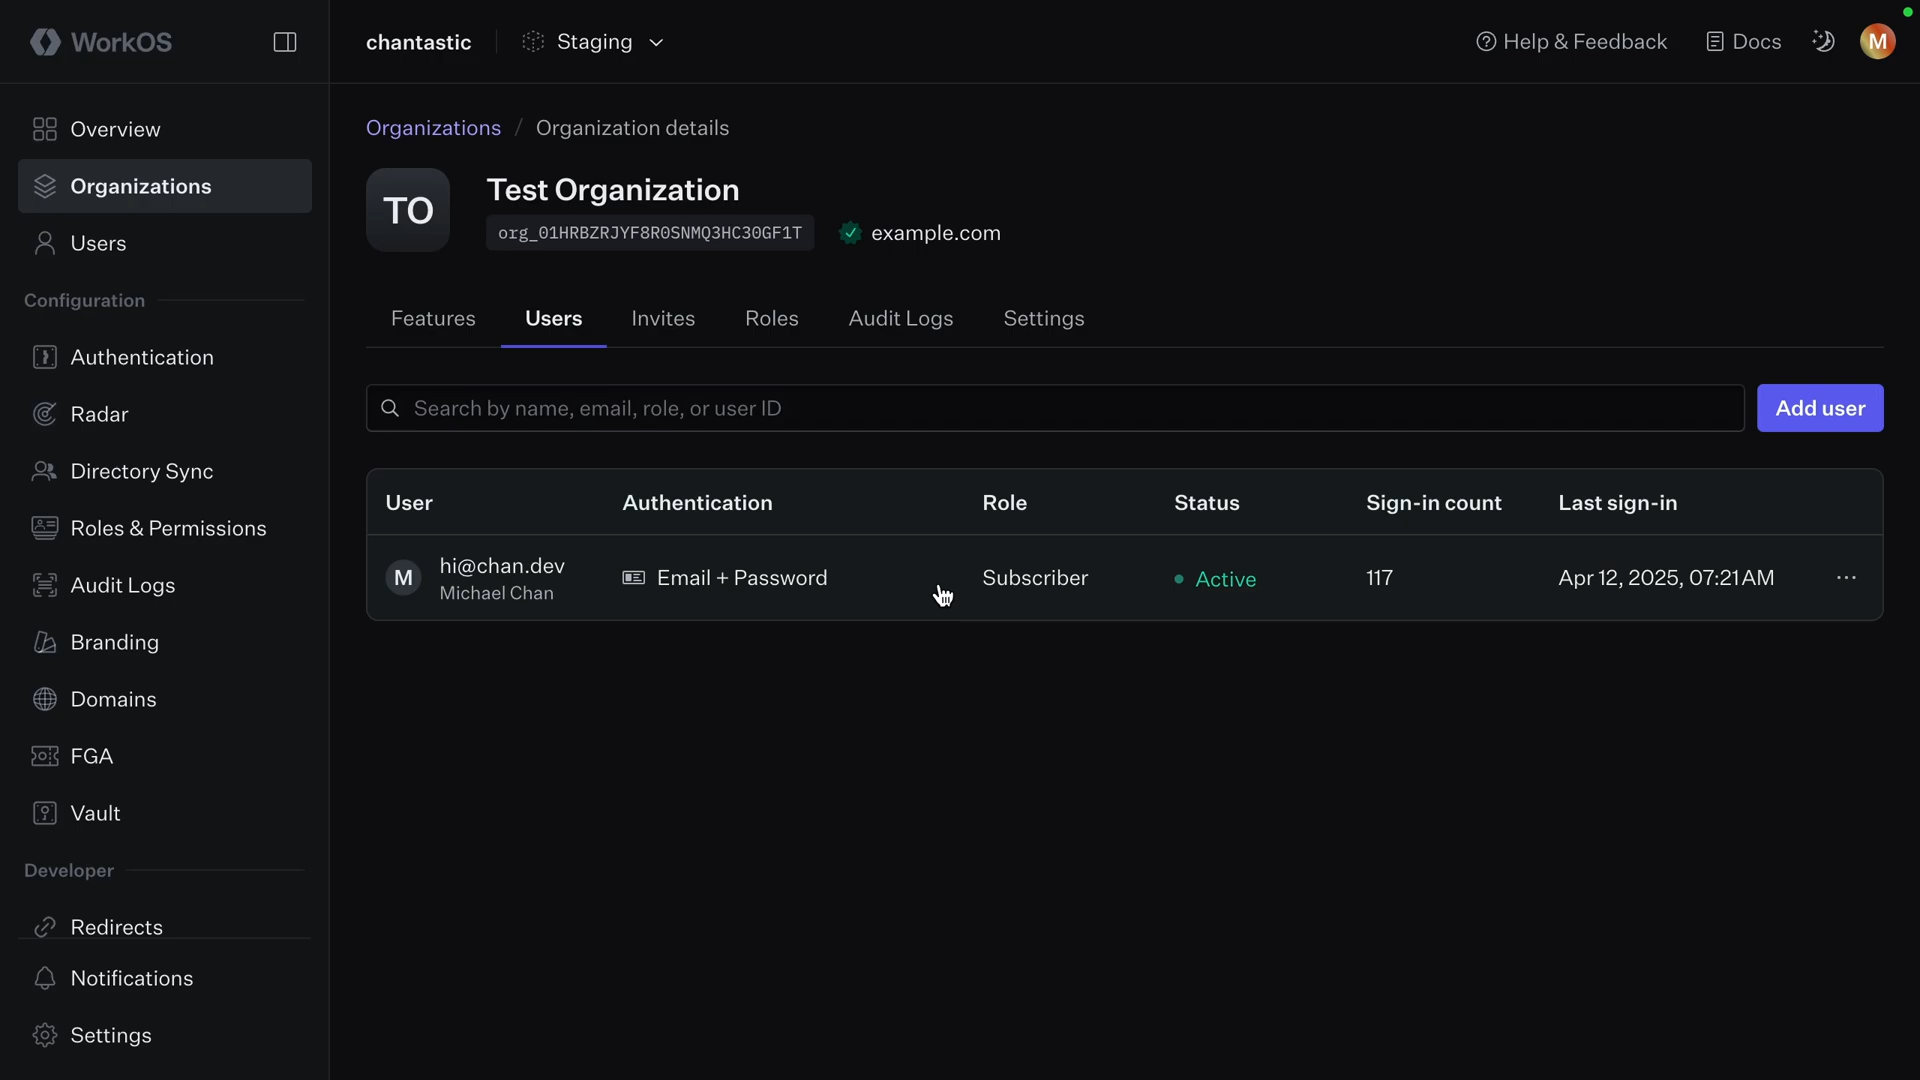 WorkOS
chantastic
Staging
Help & Feedback
Docs
M
Overview
Organizations
Users
Configuration
Authentication
Radar
Directory Sync
Roles & Permissions
Audit Logs
Branding
Domains
FGA
Vault
Developer
Redirects
Notifications
Settings
Organizations / Organization details
TO
Test Organization
org_01HRBZRJYF8R0SNMQ3HC30GF1T
example.com
Features
Users
Invites
Roles
Audit Logs
Settings
Search by name, email, role, or user ID
Add user
User
Authentication
Role
Status
Sign-in count
Last sign-in
M
hi@chan.dev
Michael Chan
Email + Password
Subscriber
Active
117
Apr 12, 2025, 07:21 AM